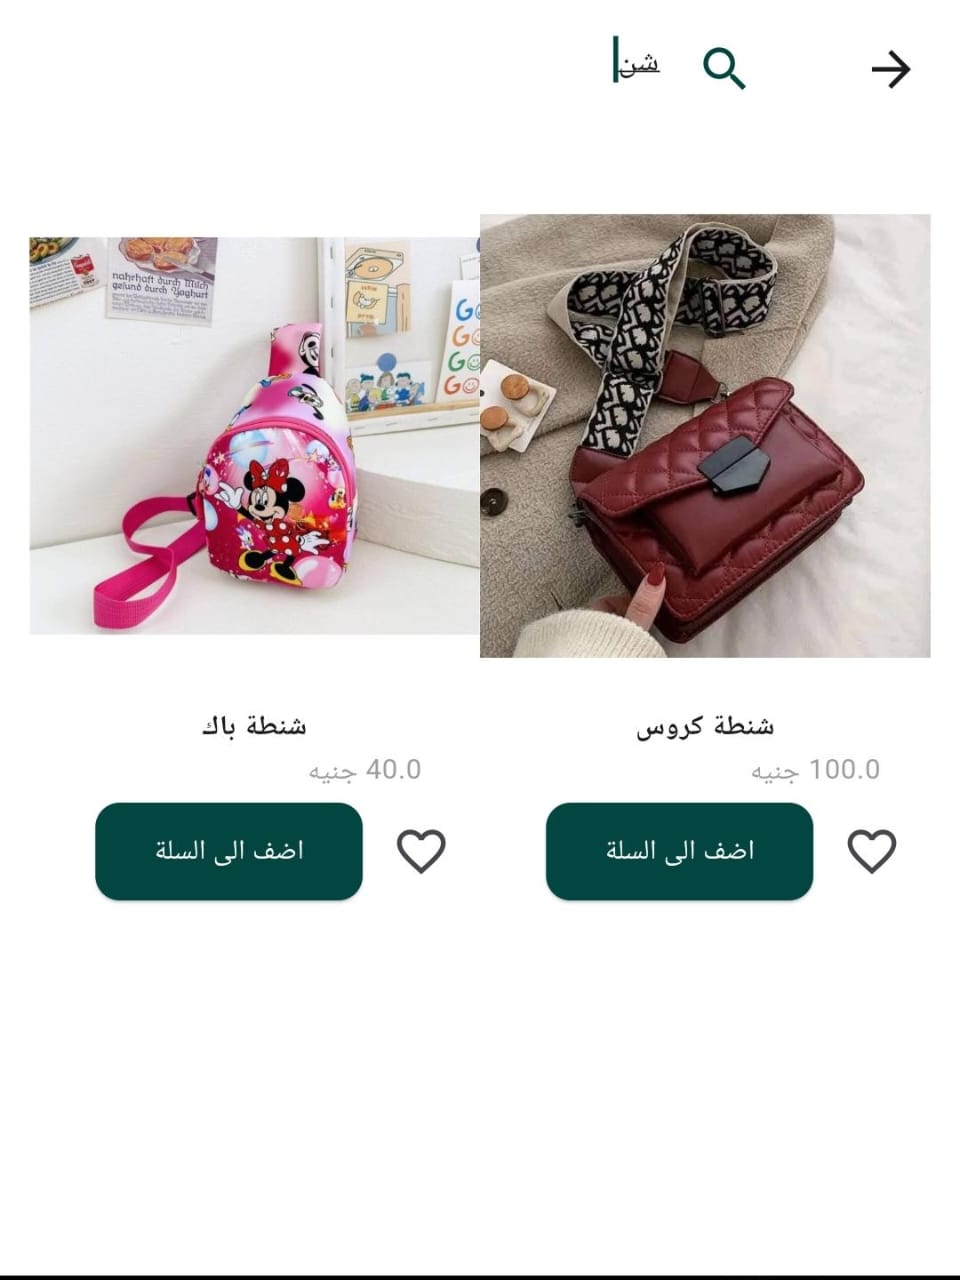 شن
nahrhaft durch Milch
gesund durch Yoghurt
GO
GO
GO
GO
شنطة كروس
100.0 جنيه
اضف الى السلة
شنطة باك
40.0 جنيه
اضف الى السلة